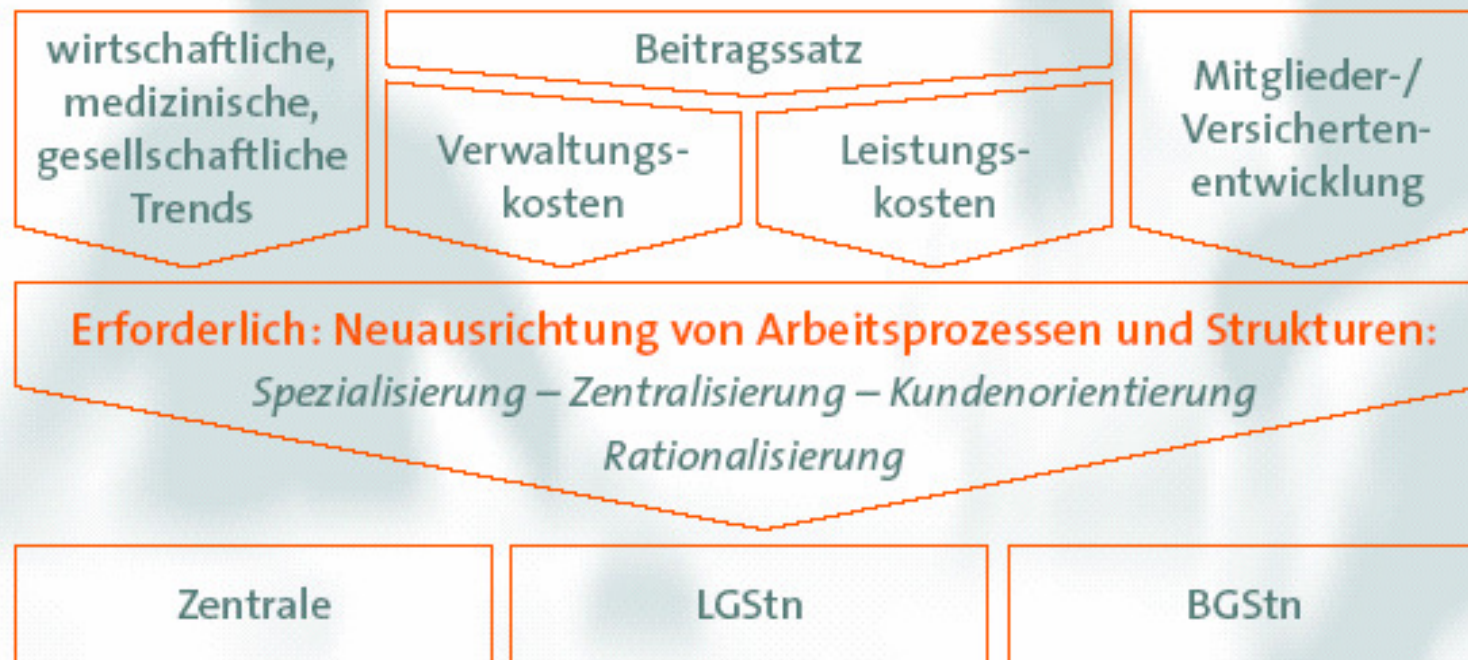 wirtschaftliche,
medizinische,
gesellschaftliche
Trends
Beitragssatz
Verwaltungs-
kosten
Leistungs-
kosten
Mitglieder-/
Versicherten-
entwicklung
Erforderlich: Neuausrichtung von Arbeitsprozessen und Strukturen:
Spezialisierung – Zentralisierung – Kundenorientierung
Rationalisierung
Zentrale
LGStn
BGStn